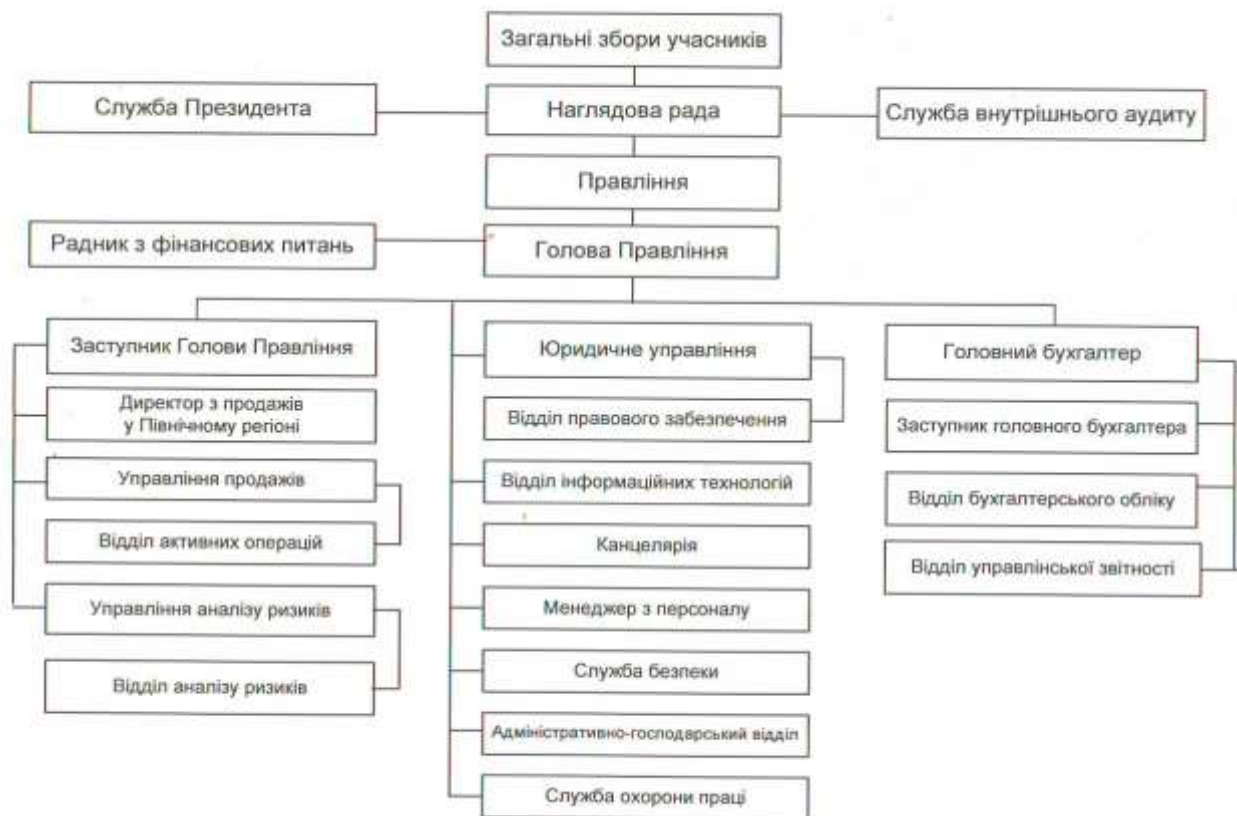 Загальні збори учасників
Служба Президента
Наглядова рада
Служба внутрішнього аудиту
Правління
Радник з фінансових питань
Голова Правління
Заступник Голови Правління
Директор з продажів
у Північному регіоні
Управління продажів
Відділ активних операцій
Управління аналізу ризиків
Відділ аналізу ризиків
Юридичне управління
Відділ правового забезпечення
Відділ інформаційних технологій
Канцелярія
Менеджер з персоналу
Служба безпеки
Адміністративно-господарський відділ
Служба охорони праці
Головний бухгалтер
Заступник головного бухгалтера
Відділ бухгалтерського обліку
Відділ управлінської звітності